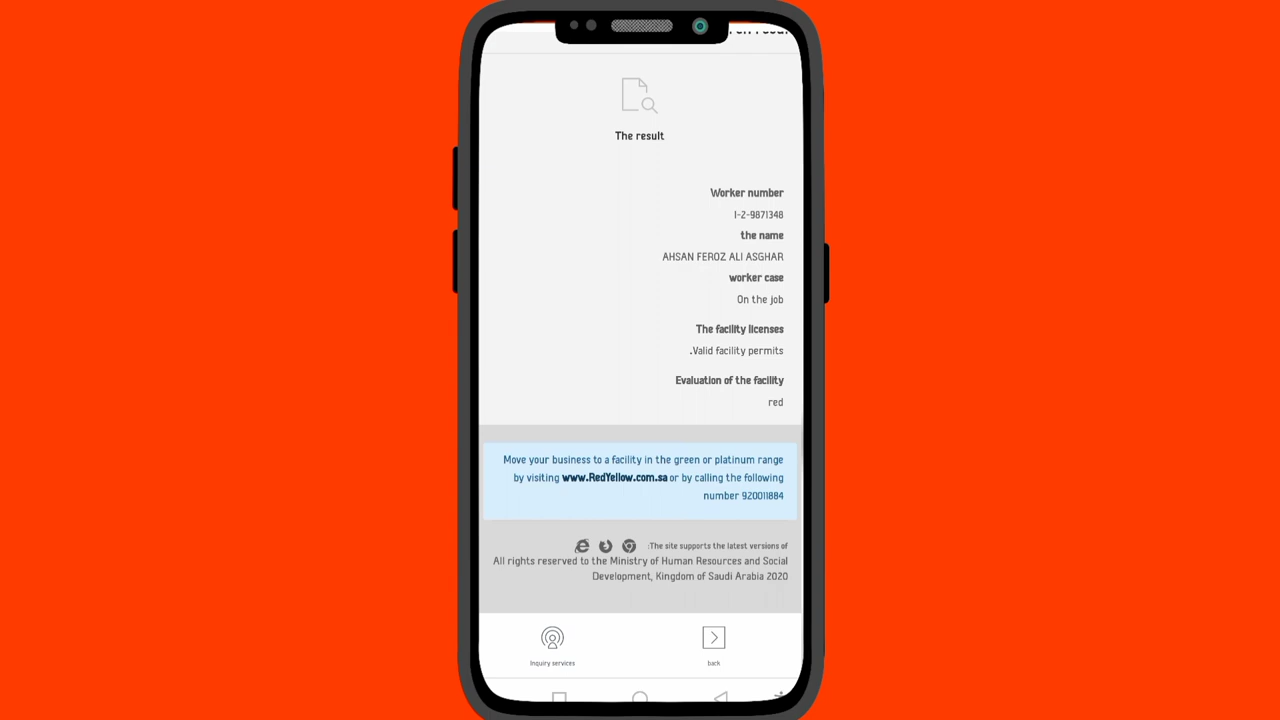 The result
Worker number
1-2-9871348
the name
AHSAN FEROZ ALI ASGHAR
worker case
On the job
The facility licenses
.Valid facility permits
Evaluation of the facility
red
Move your business to a facility in the green or platinum range
by visiting www.RedYellow.com.sa or by calling the following
number 920011884
:The site supports the latest versions of
All rights reserved to the Ministry of Human Resources and Social
Development, Kingdom of Saudi Arabia 2020
Inquiry services
back